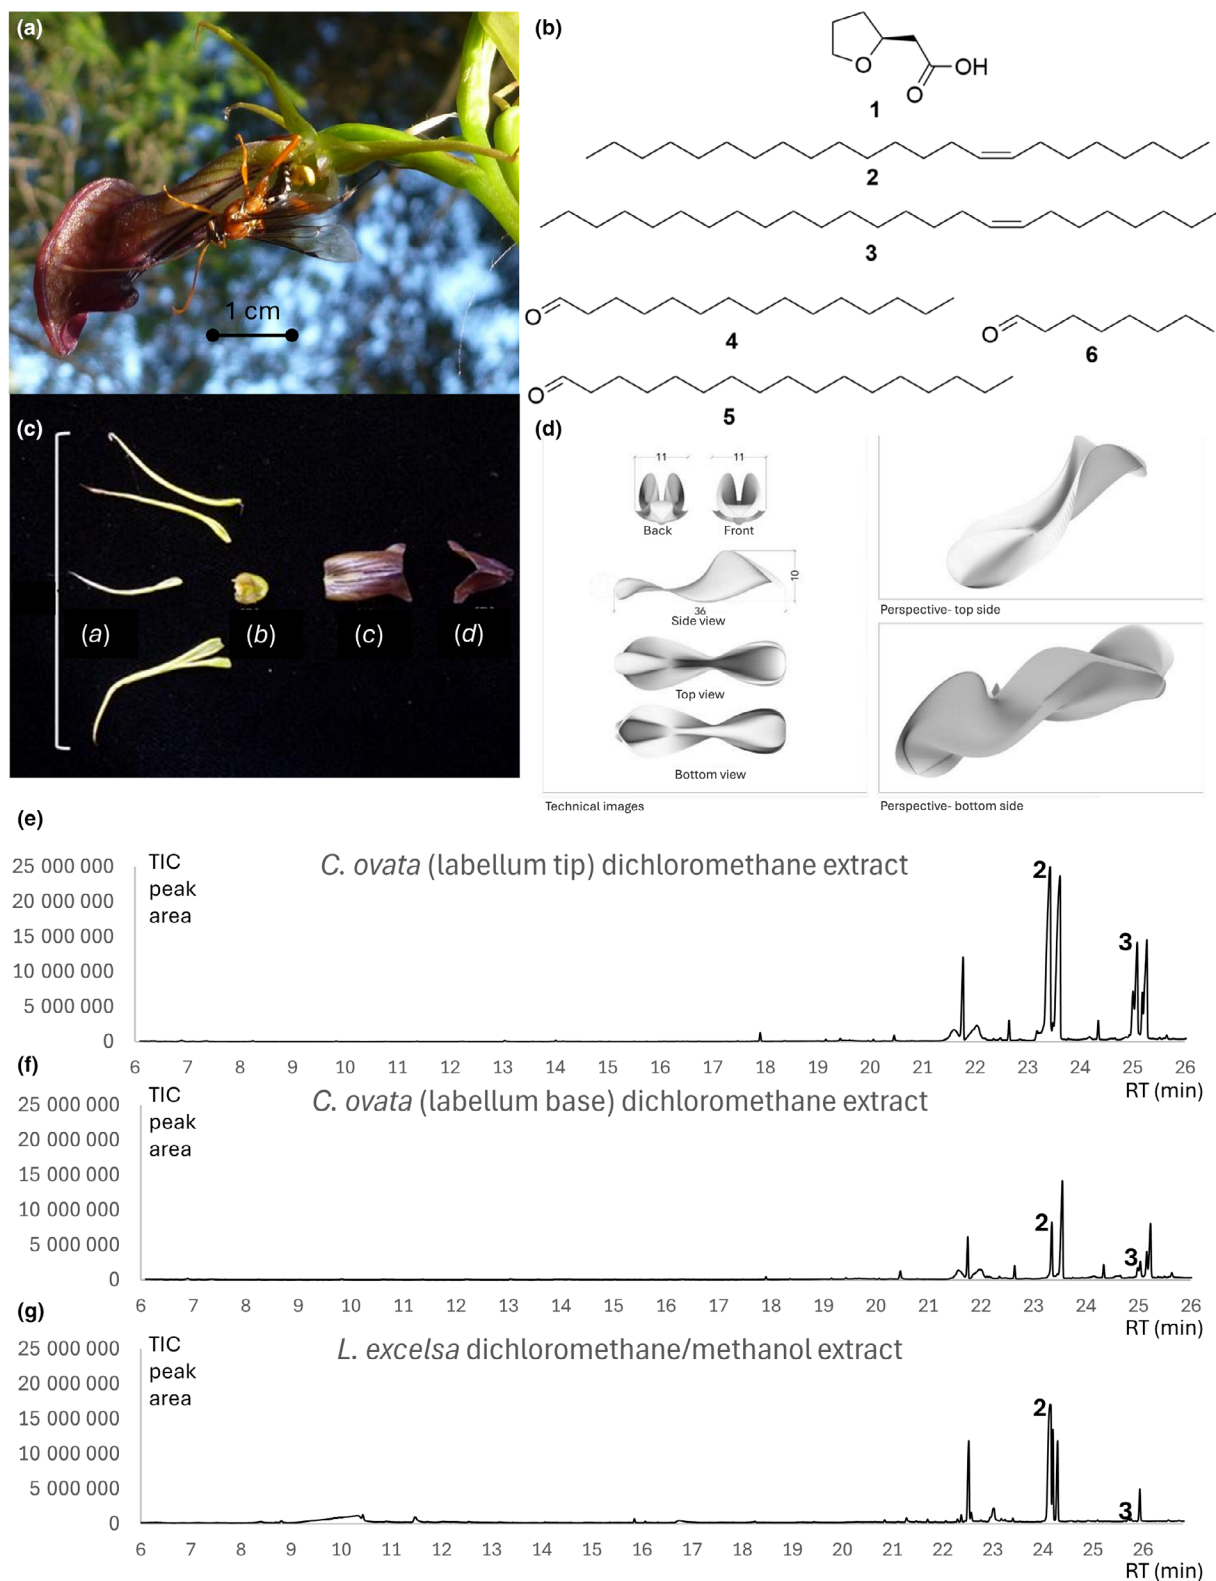 (a)
1 cm
(b)
O
OH
O
1
2
3
O
4
O
6
O
5
(c)
(a)
(b)
(c)
(d)
(d)
11
11
Back
Front
10
36
Side view
Top view
Bottom view
Technical images
Perspective- top side
Perspective- bottom side
(e)
TIC
peak
area
C. ovata (labellum tip) dichloromethane extract
25 000 000
20 000 000
15 000 000
10 000 000
5 000 000
0
2
3
6 7 8 9 10 11 12 13 14 15 16 17 18 19 20 21 22 23 24 25 26
RT (min)
(f)
TIC
peak
area
C. ovata (labellum base) dichloromethane extract
25 000 000
20 000 000
15 000 000
10 000 000
5 000 000
0
2
3
6 7 8 9 10 11 12 13 14 15 16 17 18 19 20 21 22 23 24 25 26
RT (min)
(g)
TIC
peak
area
L. excelsa dichloromethane/methanol extract
25 000 000
20 000 000
15 000 000
10 000 000
5 000 000
0
2
3
6 7 8 9 10 11 12 13 14 15 16 17 18 19 20 21 22 23 24 25 26
RT (min)